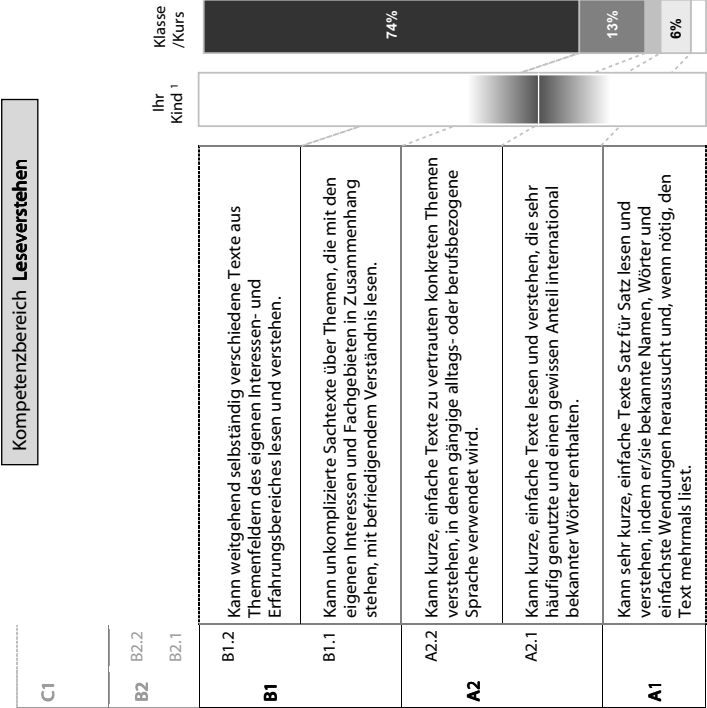 Kompetenzbereich Leseverstehen
Ihr
Kind ¹
Klasse
/Kurs
C1
B2
B2.2
B2.1
B1
B1.2
Kann weitgehend selbständig verschiedene Texte aus
Themenfeldern des eigenen Interessen- und
Erfahrungsbereiches lesen und verstehen.
B1.1
Kann unkomplizierte Sachtexte über Themen, die mit den
eigenen Interessen und Fachgebieten in Zusammenhang
stehen, mit befriedigendem Verständnis lesen.
A2
A2.2
Kann kurze, einfache Texte zu vertrauten konkreten Themen
verstehen, in denen gängige alltags- oder berufsbezogene
Sprache verwendet wird.
A2.1
Kann kurze, einfache Texte lesen und verstehen, die sehr
häufig genutzte und einen gewissen Anteil international
bekannter Wörter enthalten.
A1
Kann sehr kurze, einfache Texte Satz für Satz lesen und
verstehen, indem er/sie bekannte Namen, Wörter und
einfachste Wendungen heraussucht und, wenn nötig, den
Text mehrmals liest.
74%
13%
6%